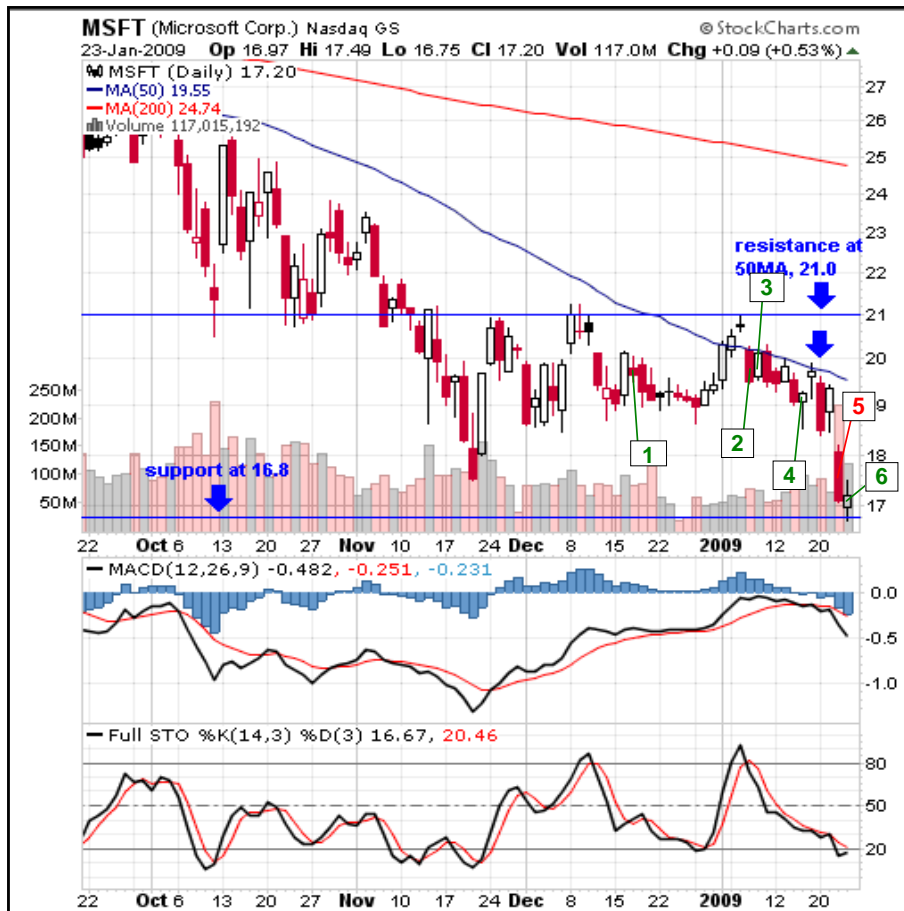 MSFT (Microsoft Corp.) Nasdaq GS
© StockCharts.com
23-Jan-2009 Op 16.97 Hi 17.49 Lo 16.75 Cl 17.20 Vol 117.0M Chg +0.09 (+0.53%)
MSFT (Daily) 17.20
MA(50) 19.55
MA(200) 24.74
Volume 117,015,192
27
26
25
24
23
22
21
20
9
18
17
resistance at
50MA, 21.0
3
250M
200M
150M
100M
50M
5
1
2
4
6
support at 16.8
22 Oct 6 13 20 27 Nov 10 17 24 Dec 8 15 22 2009 12 20
MACD(12,26,9) -0.482, -0.251, -0.231
0.0
-0.5
-1.0
Full STO %K(14,3) %D(3) 16.67, 20.46
80
50
20
22 Oct 6 13 20 27 Nov 10 17 24 Dec 8 15 22 2009 12 20